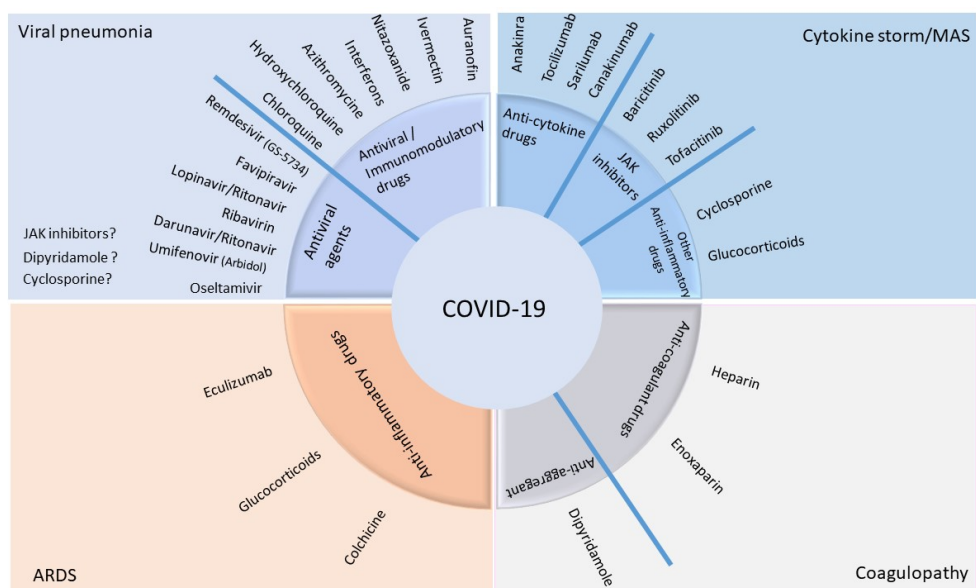 Viral pneumonia
Auranofin
Ivermectin
Nitazoxanide
Interferons
Azithromycine
Hydroxychloroquine
Chloroquine
Antiviral /
Immunomodulatory
drugs
Remdesivir (GS-5734)
Favipiravir
Lopinavir/Ritonavir
Ribavirin
Darunavir/Ritonavir
Umifenovir (Arbidol)
Oseltamivir
Antiviral
agents
JAK inhibitors?
Dipyridamole ?
Cyclosporine?
Cytokine storm/MAS
Anakinra
Tocilizumab
Sarilumab
Canakinumab
Anti-cytokine
drugs
Baricitinib
Ruxolitinib
Tofacitinib
JAK
inhibitors
Cyclosporine
Glucocorticoids
Other
Anti-inflammatory
drugs
COVID-19
Anti-inflammatory drugs
Eculizumab
Glucocorticoids
Colchicine
ARDS
Anti-coagulant drugs
Heparin
Enoxaparin
Anti-aggregant
Dipyridamole
Coagulopathy